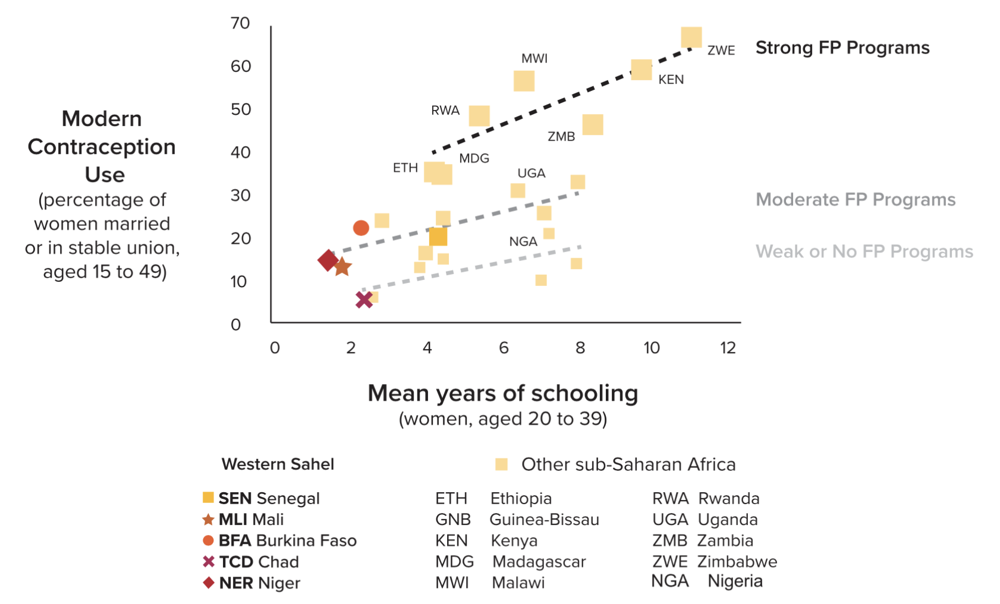 70
60
50
40
30
20
10
0
Modern
Contraception
Use
(percentage of
women married
or in stable union,
aged 15 to 49)
ZWE
MWI
KEN
RWA
ZMB
MDG
ETH
UGA
NGA
Strong FP Programs
Moderate FP Programs
Weak or No FP Programs
0 2 4 6 8 10 12
Mean years of schooling
(women, aged 20 to 39)
Western Sahel
SEN Senegal
MLI Mali
BFA Burkina Faso
TCD Chad
NER Niger
Other sub-Saharan Africa
ETH Ethiopia
GNB Guinea-Bissau
KEN Kenya
MDG Madagascar
MWI Malawi
RWA Rwanda
UGA Uganda
ZMB Zambia
ZWE Zimbabwe
NGA Nigeria